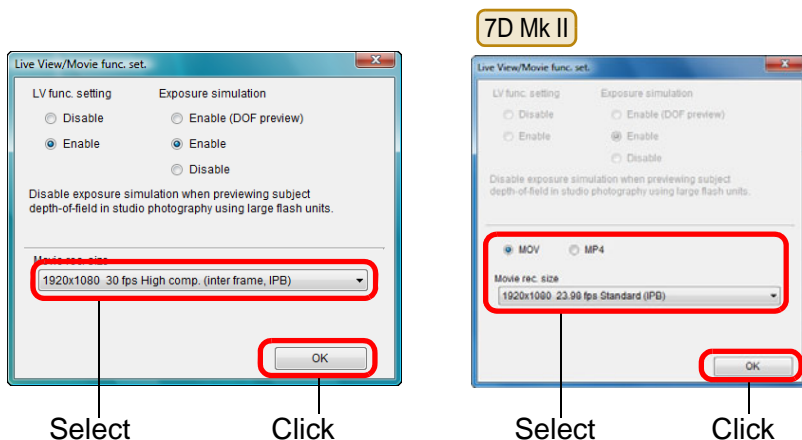 7D Mk II
Live View/Movie func. set.
LV func. setting Exposure simulation
Disable Enable (DOF preview)
Enable Enable
Disable
Disable exposure simulation when previewing subject
depth-of-field in studio photography using large flash units.
Movie rec. size
1920x1080 30 fps High comp. (inter frame, IPB)
OK
Select Click
Live View/Movie func. set.
LV func. setting Exposure simulation
Disable Enable (DOF preview)
Enable Enable
Disable
Disable exposure simulation when previewing subject
depth-of-field in studio photography using large flash units.
MOV MP4
Movie rec. size
1920x1080 23.98 fps Standard (IPB)
OK
Select Click